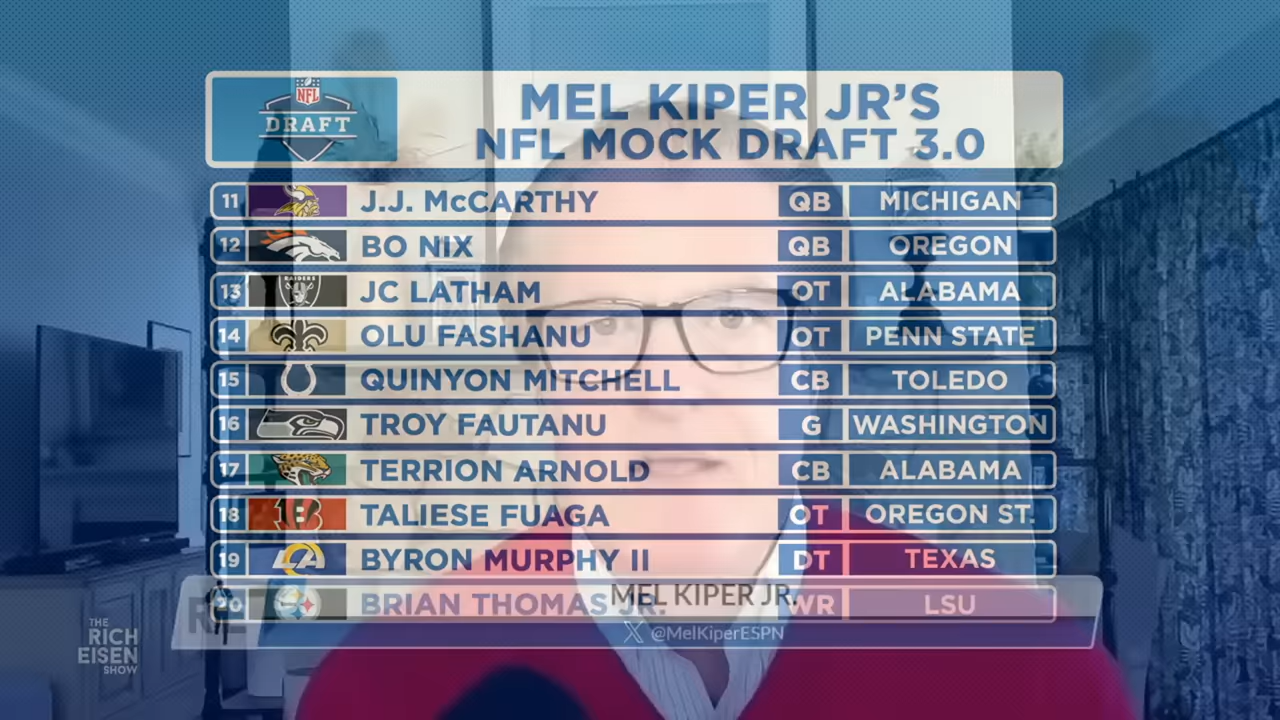 NFL
DRAFT
MEL KIPER JR'S
NFL MOCK DRAFT 3.0
11 J.J. McCARTHY QB MICHIGAN
12 BO NIX QB OREGON
13 RAIDERS JC LATHAM OT ALABAMA
14 OLU FASHANU OT PENN STATE
15 QUINYON MITCHELL CB TOLEDO
16 TROY FAUTANU G WASHINGTON
17 TERRION ARNOLD CB ALABAMA
18 B TALIESE FUAGA OT OREGON ST.
19 BYRON MURPHY II DT TEXAS
20 BRIAN THOMAS JR. WR LSU
MEL KIPER JR.
X @MelKiperESPN
THE
RICH
EISEN
SHOW